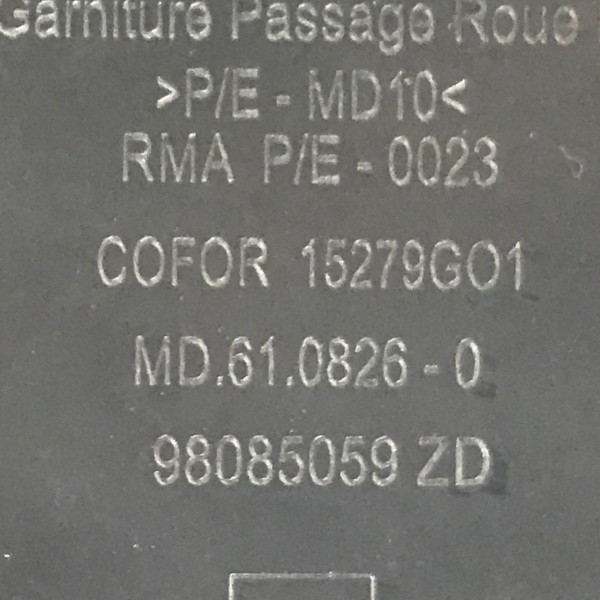 Garniture Passage Roue
>P/E - MD10<
RMA P/E - 0023
COFOR 15279G01
MD.61.0826 - 0
98085059 ZD